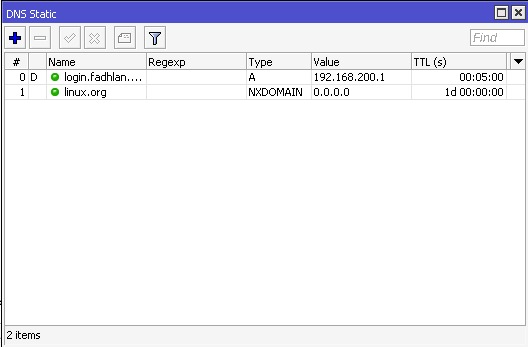 DNS Static
Find
# Name Regexp Type Value TTL (s)
0 D login.fadhlan.... A 192.168.200.1 00:05:00
1 linux.org NXDOMAIN 0.0.0.0 1d 00:00:00
2 items